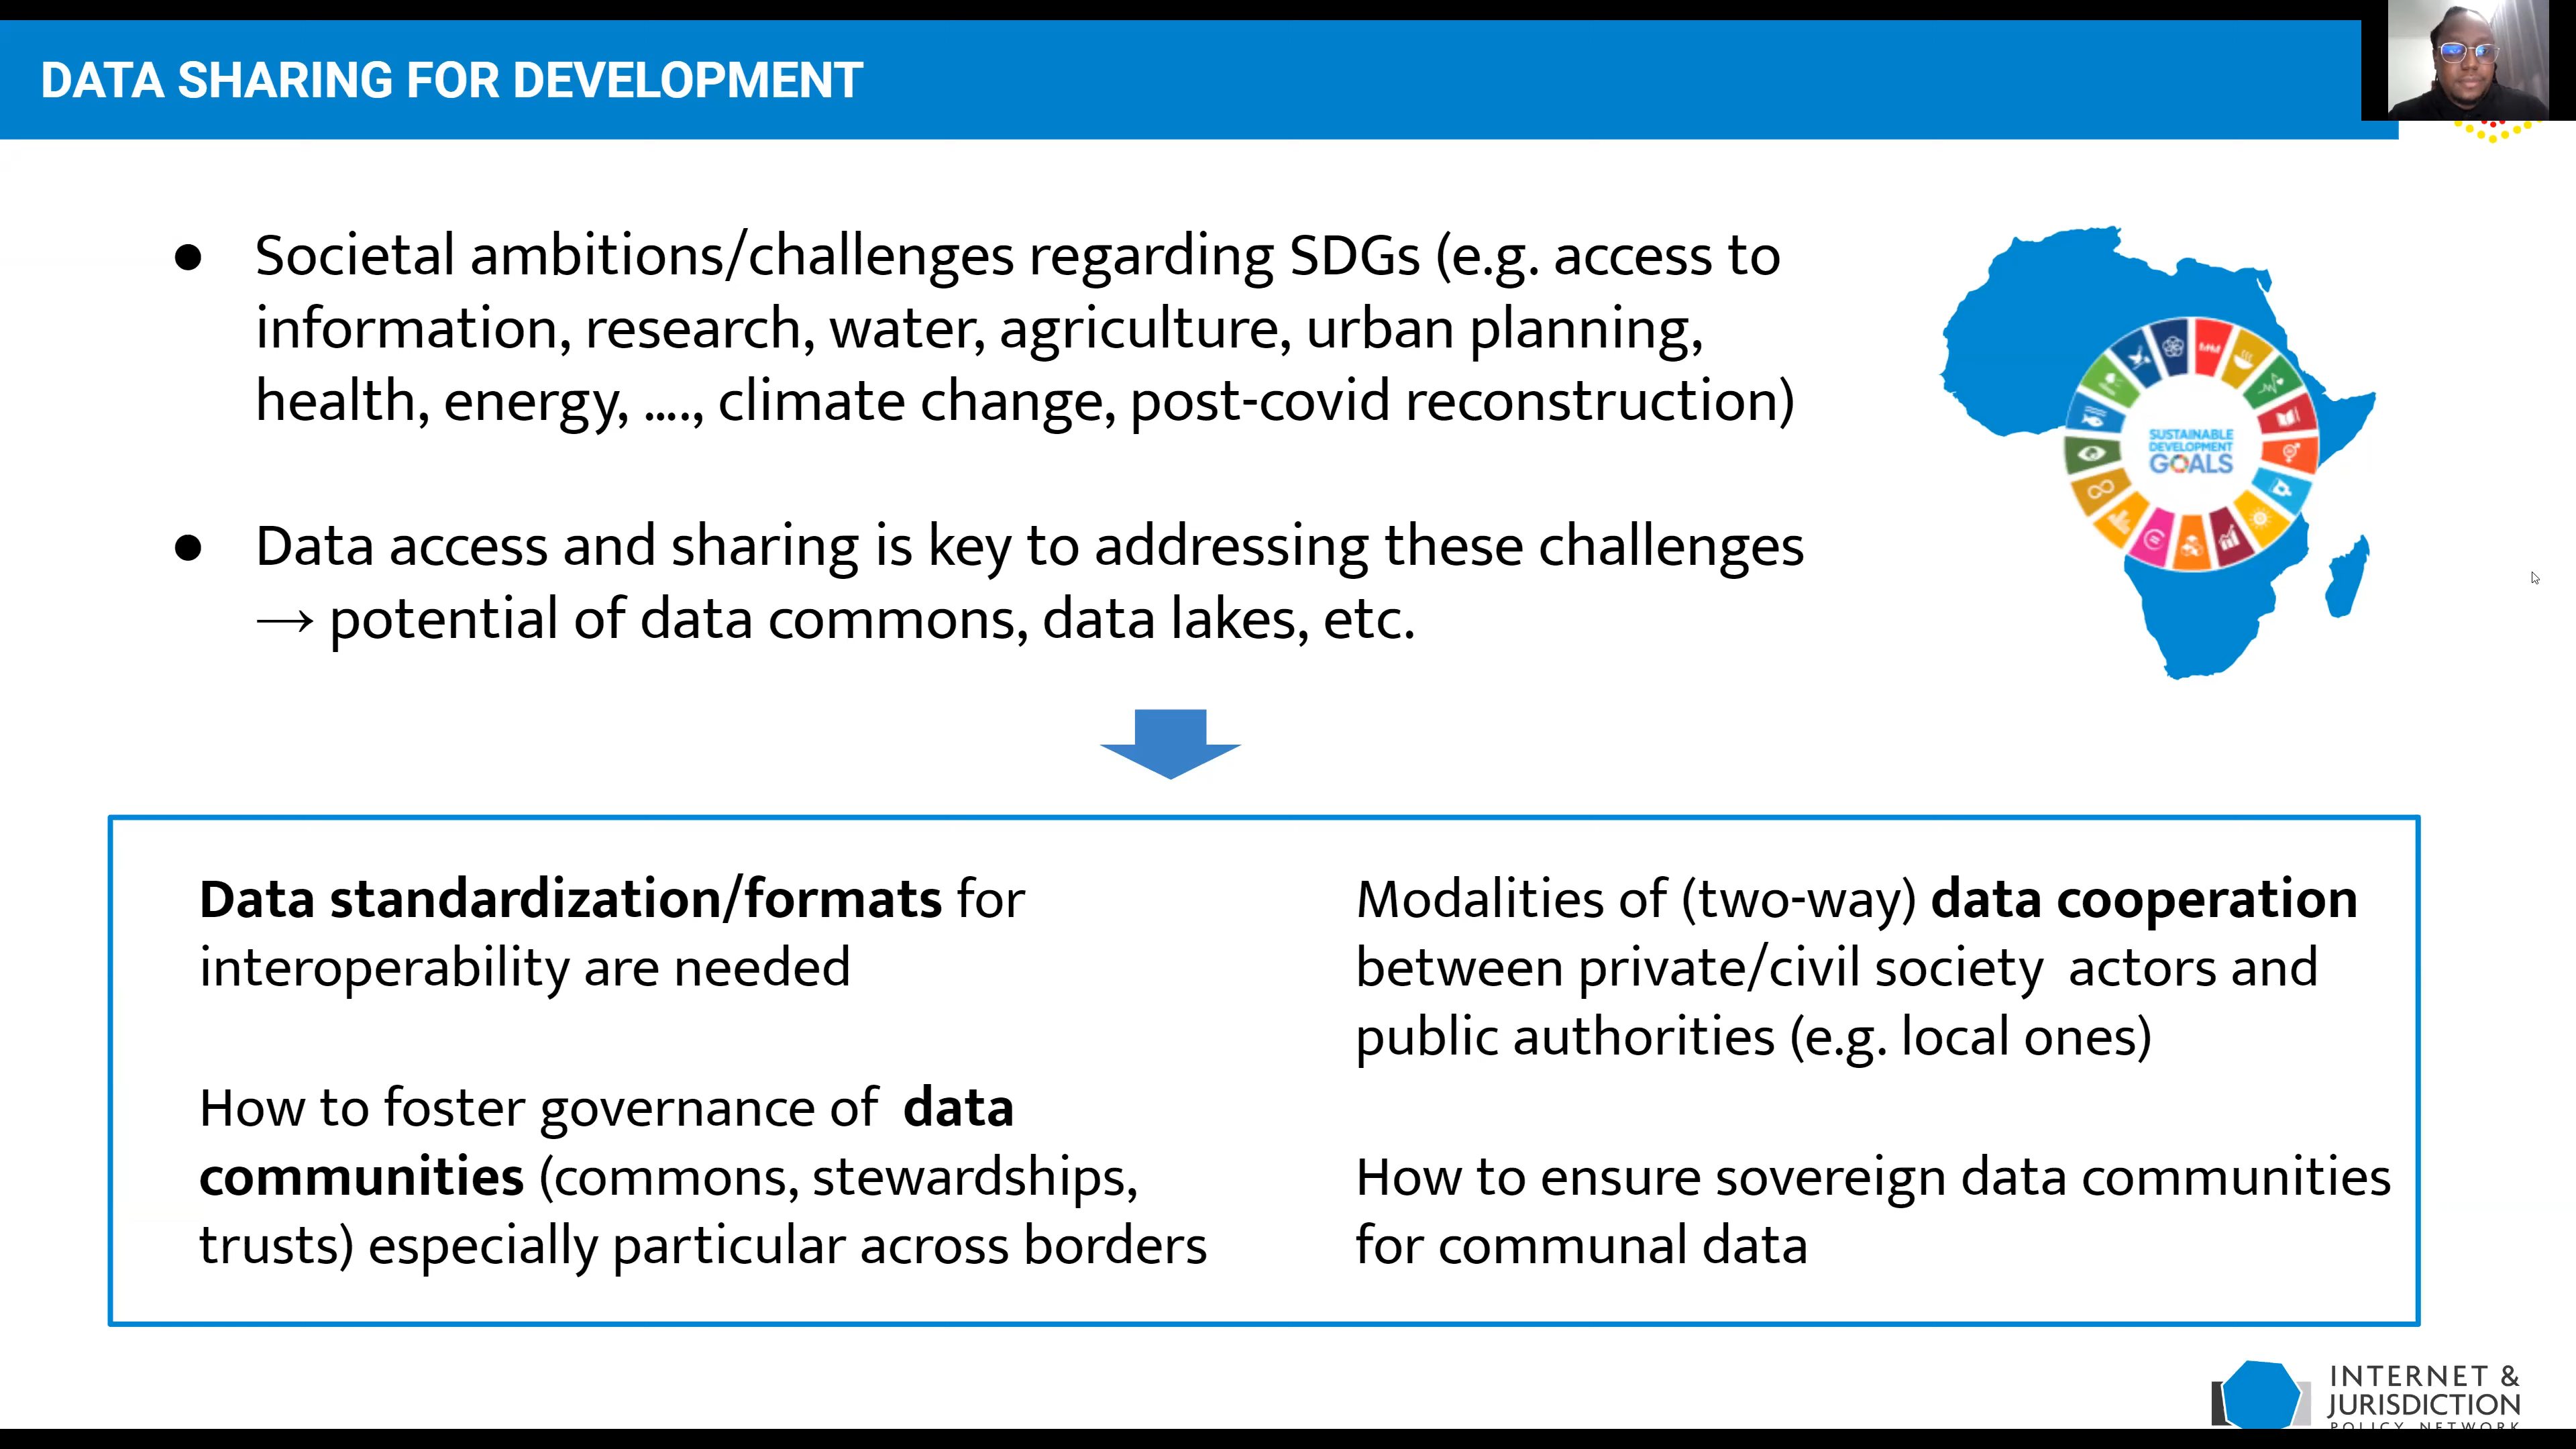 DATA SHARING FOR DEVELOPMENT
● Societal ambitions/challenges regarding SDGs (e.g. access to
information, research, water, agriculture, urban planning,
health, energy, ...., climate change, post-covid reconstruction)
● Data access and sharing is key to addressing these challenges
→ potential of data commons, data lakes, etc.
SUSTAINABLE
DEVELOPMENT
GOALS
Data standardization/formats for
interoperability are needed
How to foster governance of data
communities (commons, stewardships,
trusts) especially particular across borders
Modalities of (two-way) data cooperation
between private/civil society actors and
public authorities (e.g. local ones)
How to ensure sovereign data communities
for communal data
INTERNET &
JURISDICTION
POLICY NETWORK